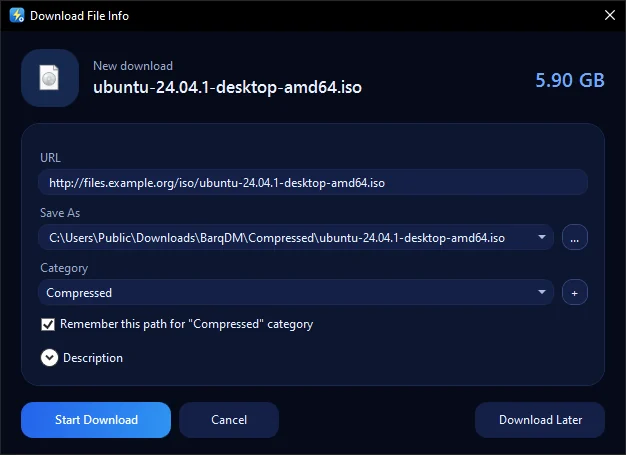 Download File Info
New download
ubuntu-24.04.1-desktop-amd64.iso
5.90 GB
URL
http://files.example.org/iso/ubuntu-24.04.1-desktop-amd64.iso
Save As
C:\Users\Public\Downloads\BarqDM\Compressed\ubuntu-24.04.1-desktop-amd64.iso
...
Category
Compressed
+
Remember this path for "Compressed" category
Description
Start Download
Cancel
Download Later